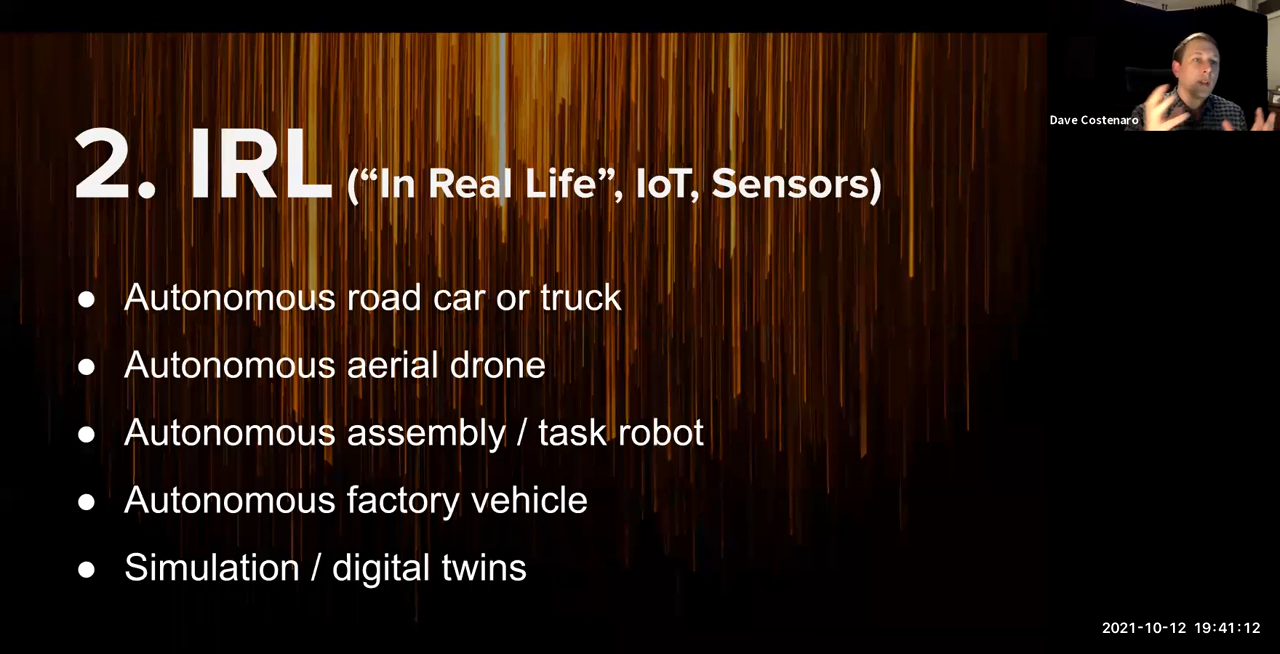 2. IRL (“In Real Life”, IoT, Sensors)
● Autonomous road car or truck
● Autonomous aerial drone
● Autonomous assembly / task robot
● Autonomous factory vehicle
● Simulation / digital twins
Dave Costenaro
2021-10-12 19:41:12